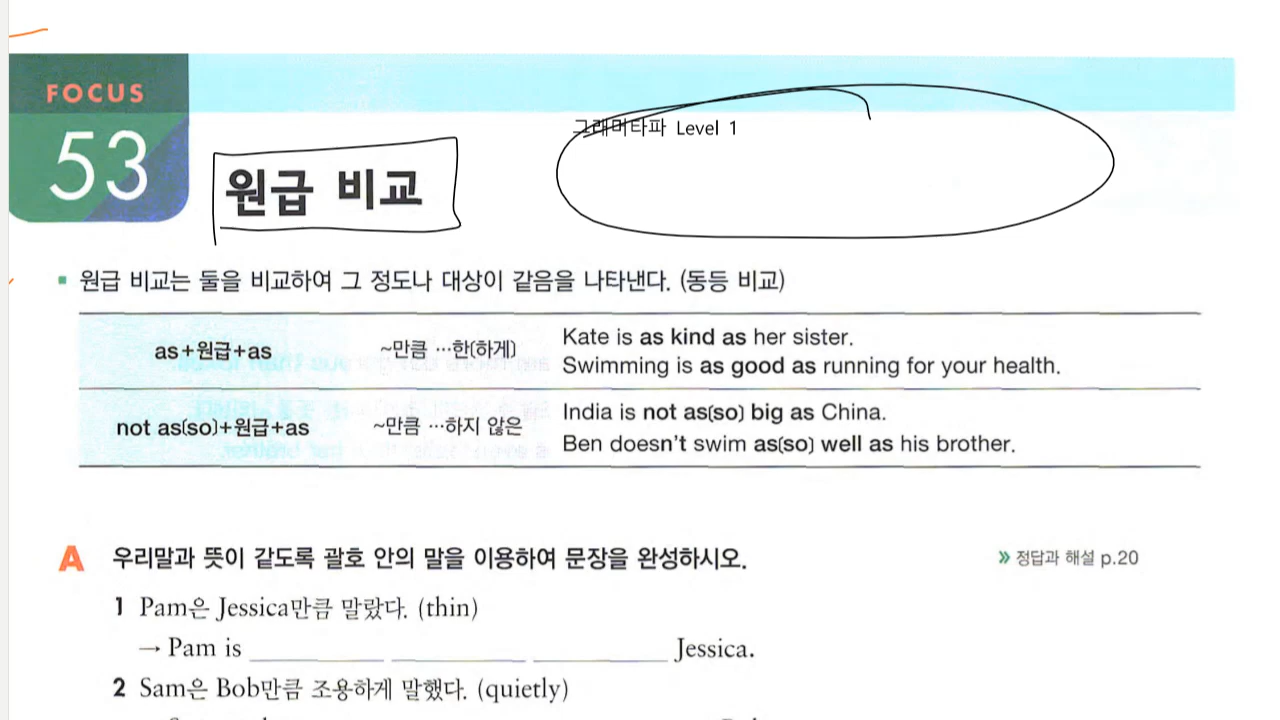 FOCUS
53
원급 비교
그래머타파 Level 1
원급 비교는 둘을 비교하여 그 정도나 대상이 같음을 나타낸다. (동등 비교)
as+원급+as ~만큼 …한(하게) Kate is as kind as her sister.
Swimming is as good as running for your health.
not as(so)+원급+as ~만큼 …하지 않은 India is not as(so) big as China.
Ben doesn't swim as(so) well as his brother.
A 우리말과 뜻이 같도록 괄호 안의 말을 이용하여 문장을 완성하시오. » 정답과 해설 p.20
1 Pam은 Jessica만큼 말랐다. (thin)
→ Pam is ____ ____ ____ Jessica.
2 Sam은 Bob만큼 조용하게 말했다. (quietly)